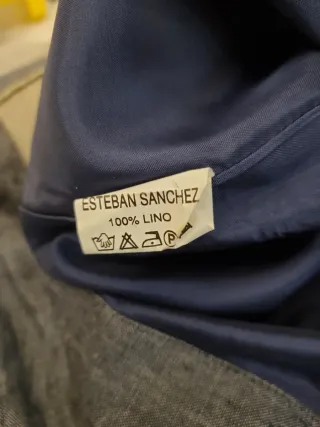 ESTEBAN SANCHEZ
100% LINO
P